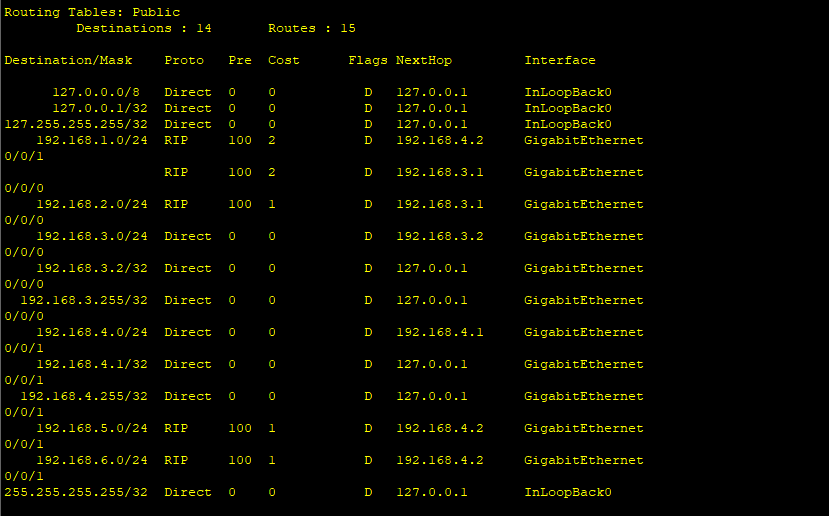 Routing Tables: Public
         Destinations : 14       Routes : 15

Destination/Mask    Proto   Pre  Cost      Flags NextHop         Interface

      127.0.0.0/8   Direct  0    0           D   127.0.0.1       InLoopBack0
      127.0.0.1/32  Direct  0    0           D   127.0.0.1       InLoopBack0
127.255.255.255/32  Direct  0    0           D   127.0.0.1       InLoopBack0
    192.168.1.0/24  RIP     100  2           D   192.168.4.2     GigabitEthernet
0/0/1
                    RIP     100  2           D   192.168.3.1     GigabitEthernet
0/0/0
    192.168.2.0/24  RIP     100  1           D   192.168.3.1     GigabitEthernet
0/0/0
    192.168.3.0/24  Direct  0    0           D   192.168.3.2     GigabitEthernet
0/0/0
    192.168.3.2/32  Direct  0    0           D   127.0.0.1       GigabitEthernet
0/0/0
  192.168.3.255/32  Direct  0    0           D   127.0.0.1       GigabitEthernet
0/0/0
    192.168.4.0/24  Direct  0    0           D   192.168.4.1     GigabitEthernet
0/0/1
    192.168.4.1/32  Direct  0    0           D   127.0.0.1       GigabitEthernet
0/0/1
  192.168.4.255/32  Direct  0    0           D   127.0.0.1       GigabitEthernet
0/0/1
    192.168.5.0/24  RIP     100  1           D   192.168.4.2     GigabitEthernet
0/0/1
    192.168.6.0/24  RIP     100  1           D   192.168.4.2     GigabitEthernet
0/0/1
255.255.255.255/32  Direct  0    0           D   127.0.0.1       InLoopBack0